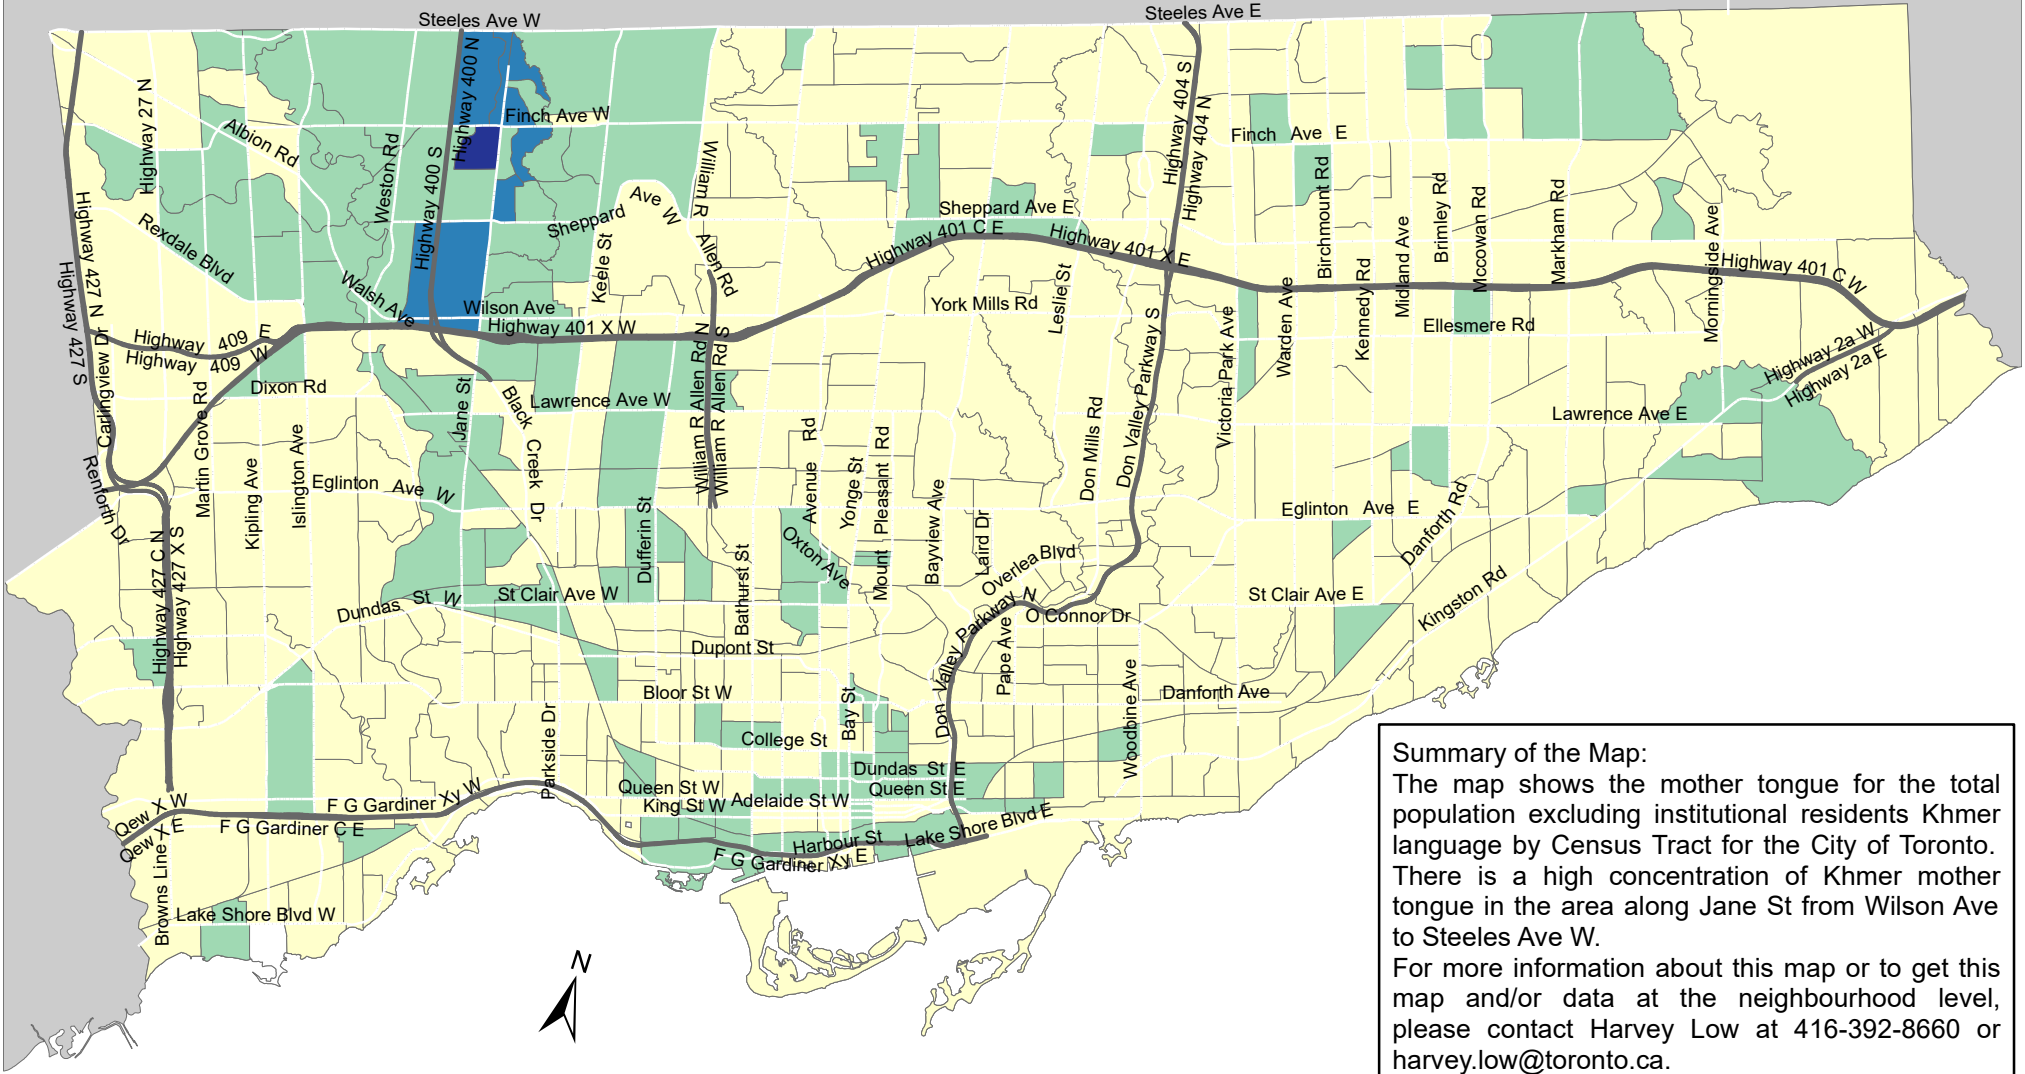 Steeles Ave W
Steeles Ave E
Highway 27 N
Albion Rd
Weston Rd
Highway 400 N
Highway 400 S
Finch Ave W
William R Allen Rd
Highway 404 S
Highway 404 N
Finch Ave E
Birchmount Rd
Brimley Rd
Mccowan Rd
Markham Rd
Midland Ave
Kennedy Rd
Warden Ave
Morningside Ave
Highway 427 N
Highway 427 S
Rexdale Blvd
Walsh Ave
Sheppard Ave W
Keele St
Sheppard Ave E
Highway 401 C E
Highway 401 X E
Highway 401 C W
Wilson Ave
Highway 401 X W
York Mills Rd
Leslie St
Ellesmere Rd
Highway 2a W
Highway 2a E
Highway 409 E
Highway 409 W
Carlingview Dr
Dixon Rd
Martin Grove Rd
Jane St
Black Creek Dr
Lawrence Ave W
William R Allen Rd N
William R Allen Rd S
Don Valley Parkway S
Victoria Park Ave
Lawrence Ave E
Renforth Dr
Kipling Ave
Islington Ave
Eglinton Ave W
Avenue Rd
Yonge St
Mount Pleasant Rd
Bayview Ave
Laird Dr
Don Mills Rd
Eglinton Ave E
Danforth Rd
Highway 427 C N
Highway 427 X S
Dufferin St
Bathurst St
Oxton Ave
Overlea Blvd
Dundas St W
St Clair Ave W
Don Valley Parkway N
O Connor Dr
St Clair Ave E
Kingston Rd
Dupont St
Pape Ave
Bloor St W
Bay St
Woodbine Ave
Danforth Ave
Parkside Dr
College St
Dundas St E
Queen St W
Queen St E
King St W
Adelaide St W
Qew X W
Qew X E
F G Gardiner Xy W
F G Gardiner C E
Harbour St
Lake Shore Blvd E
F G Gardiner Xy E
Browns Line
Lake Shore Blvd W
N
Summary of the Map:
The map shows the mother tongue for the total
population excluding institutional residents Khmer
language by Census Tract for the City of Toronto.
There is a high concentration of Khmer mother
tongue in the area along Jane St from Wilson Ave
to Steeles Ave W.
For more information about this map or to get this
map and/or data at the neighbourhood level,
please contact Harvey Low at 416-392-8660 or
harvey.low@toronto.ca.